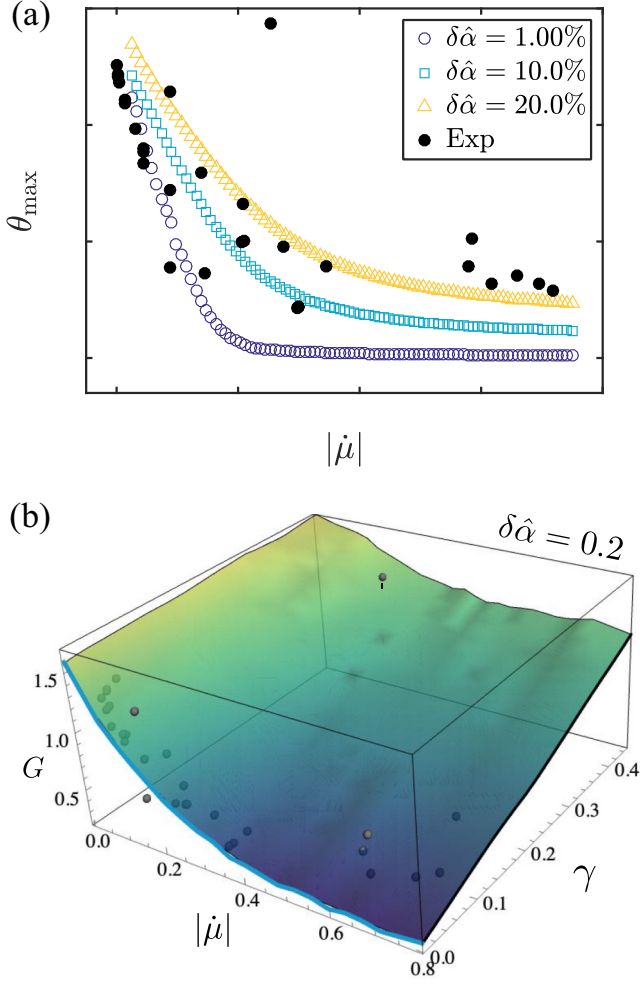 (a)
δα̂ = 1.00%
δα̂ = 10.0%
δα̂ = 20.0%
Exp
θmax
|μ̇|
(b)
δα̂ = 0.2
1.5
1.0
0.5
G
0.0
0.2
0.4
0.6
0.8
|μ̇|
0.0
0.1
0.2
0.3
0.4
γ